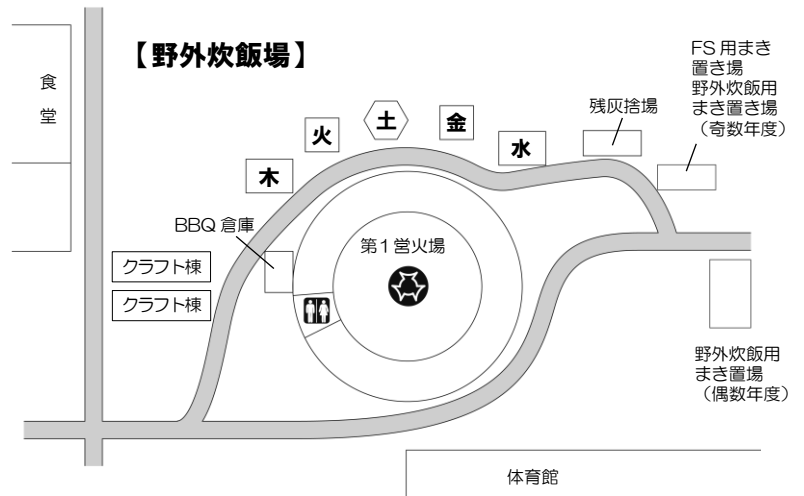 【野外炊飯場】
食堂
FS用まき
置き場
野外炊飯用
まき置き場
（奇数年度）
残灰捨場
土
金
火
水
木
BBQ 倉庫
第1営火場
クラフト棟
クラフト棟
野外炊飯用
まき置場
（偶数年度）
体育館